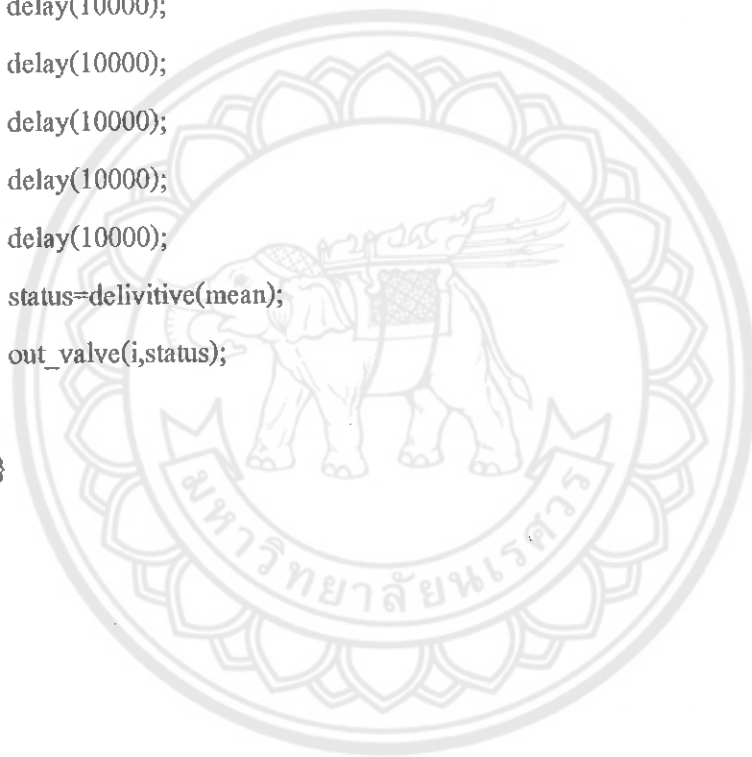 delay(10000);
delay(10000);
delay(10000);
delay(10000);
delay(10000);
status=delivitive(mean);
out_valve(i,status);
}
มหาวิทยาลัยนเรศวร